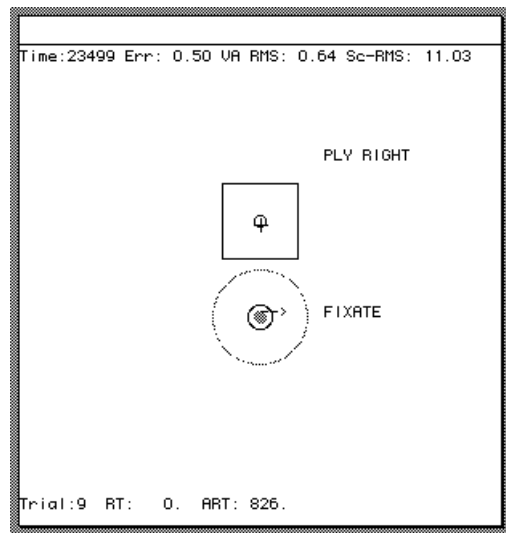 Time:23499 Err: 0.50 VA RMS: 0.64 Sc-RMS: 11.03
PLY RIGHT
FIXATE
Trial:9 RT: 0. ART: 826.